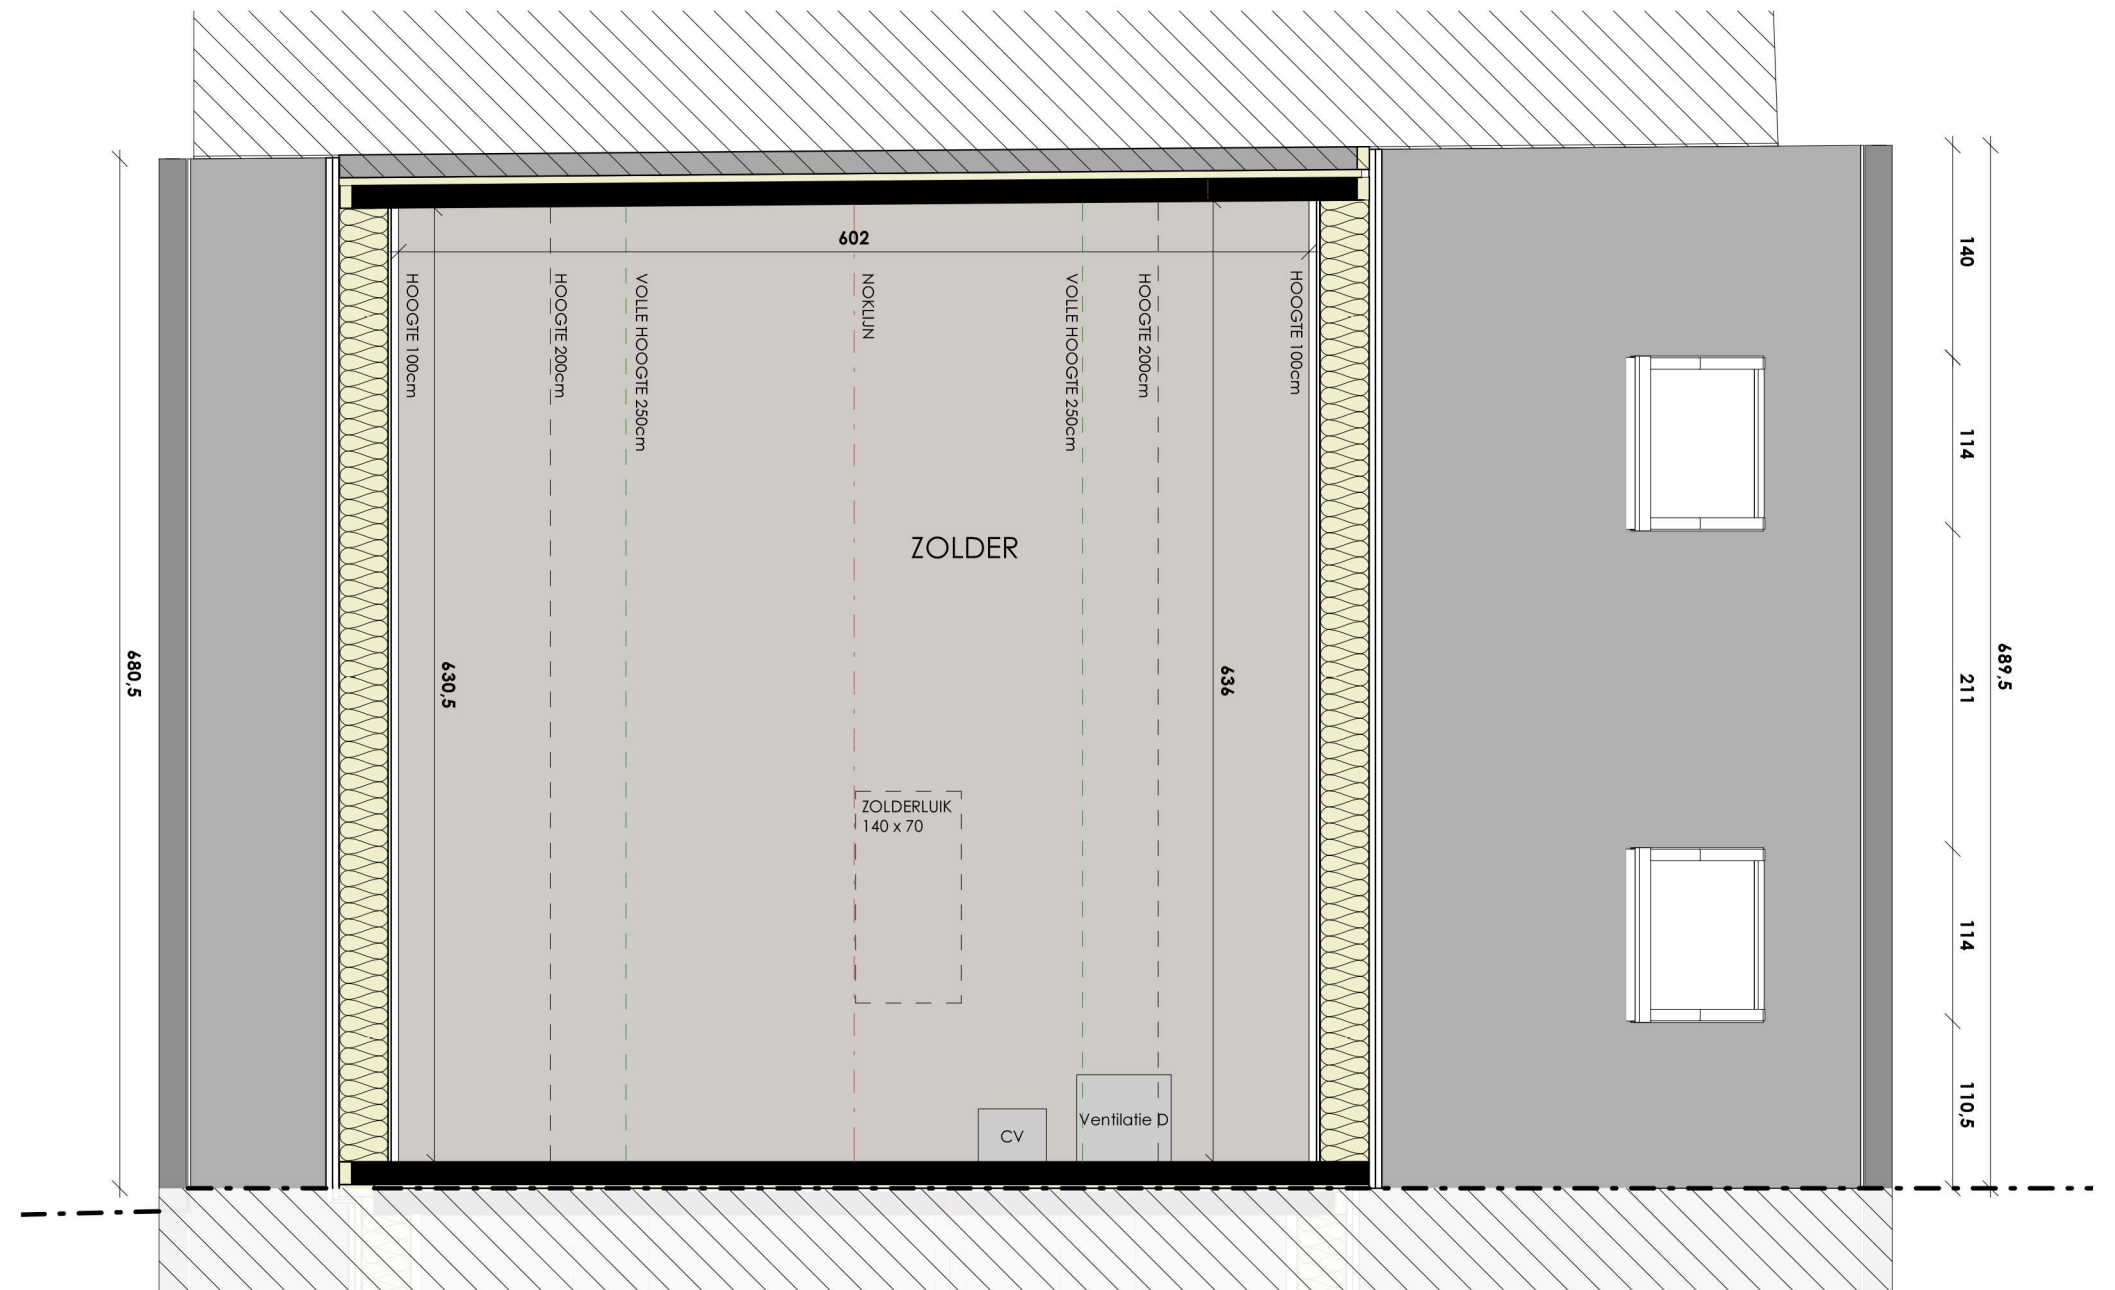 602
HOOGTE 100cm
HOOGTE 200cm
VOLLE HOOGTE 250cm
NOKLIJN
VOLLE HOOGTE 250cm
HOOGTE 200cm
HOOGTE 100cm
ZOLDER
680,5
630,5
636
ZOLDERLUIK
140 x 70
CV
Ventilatie D
140
114
211
114
110,5
689,5